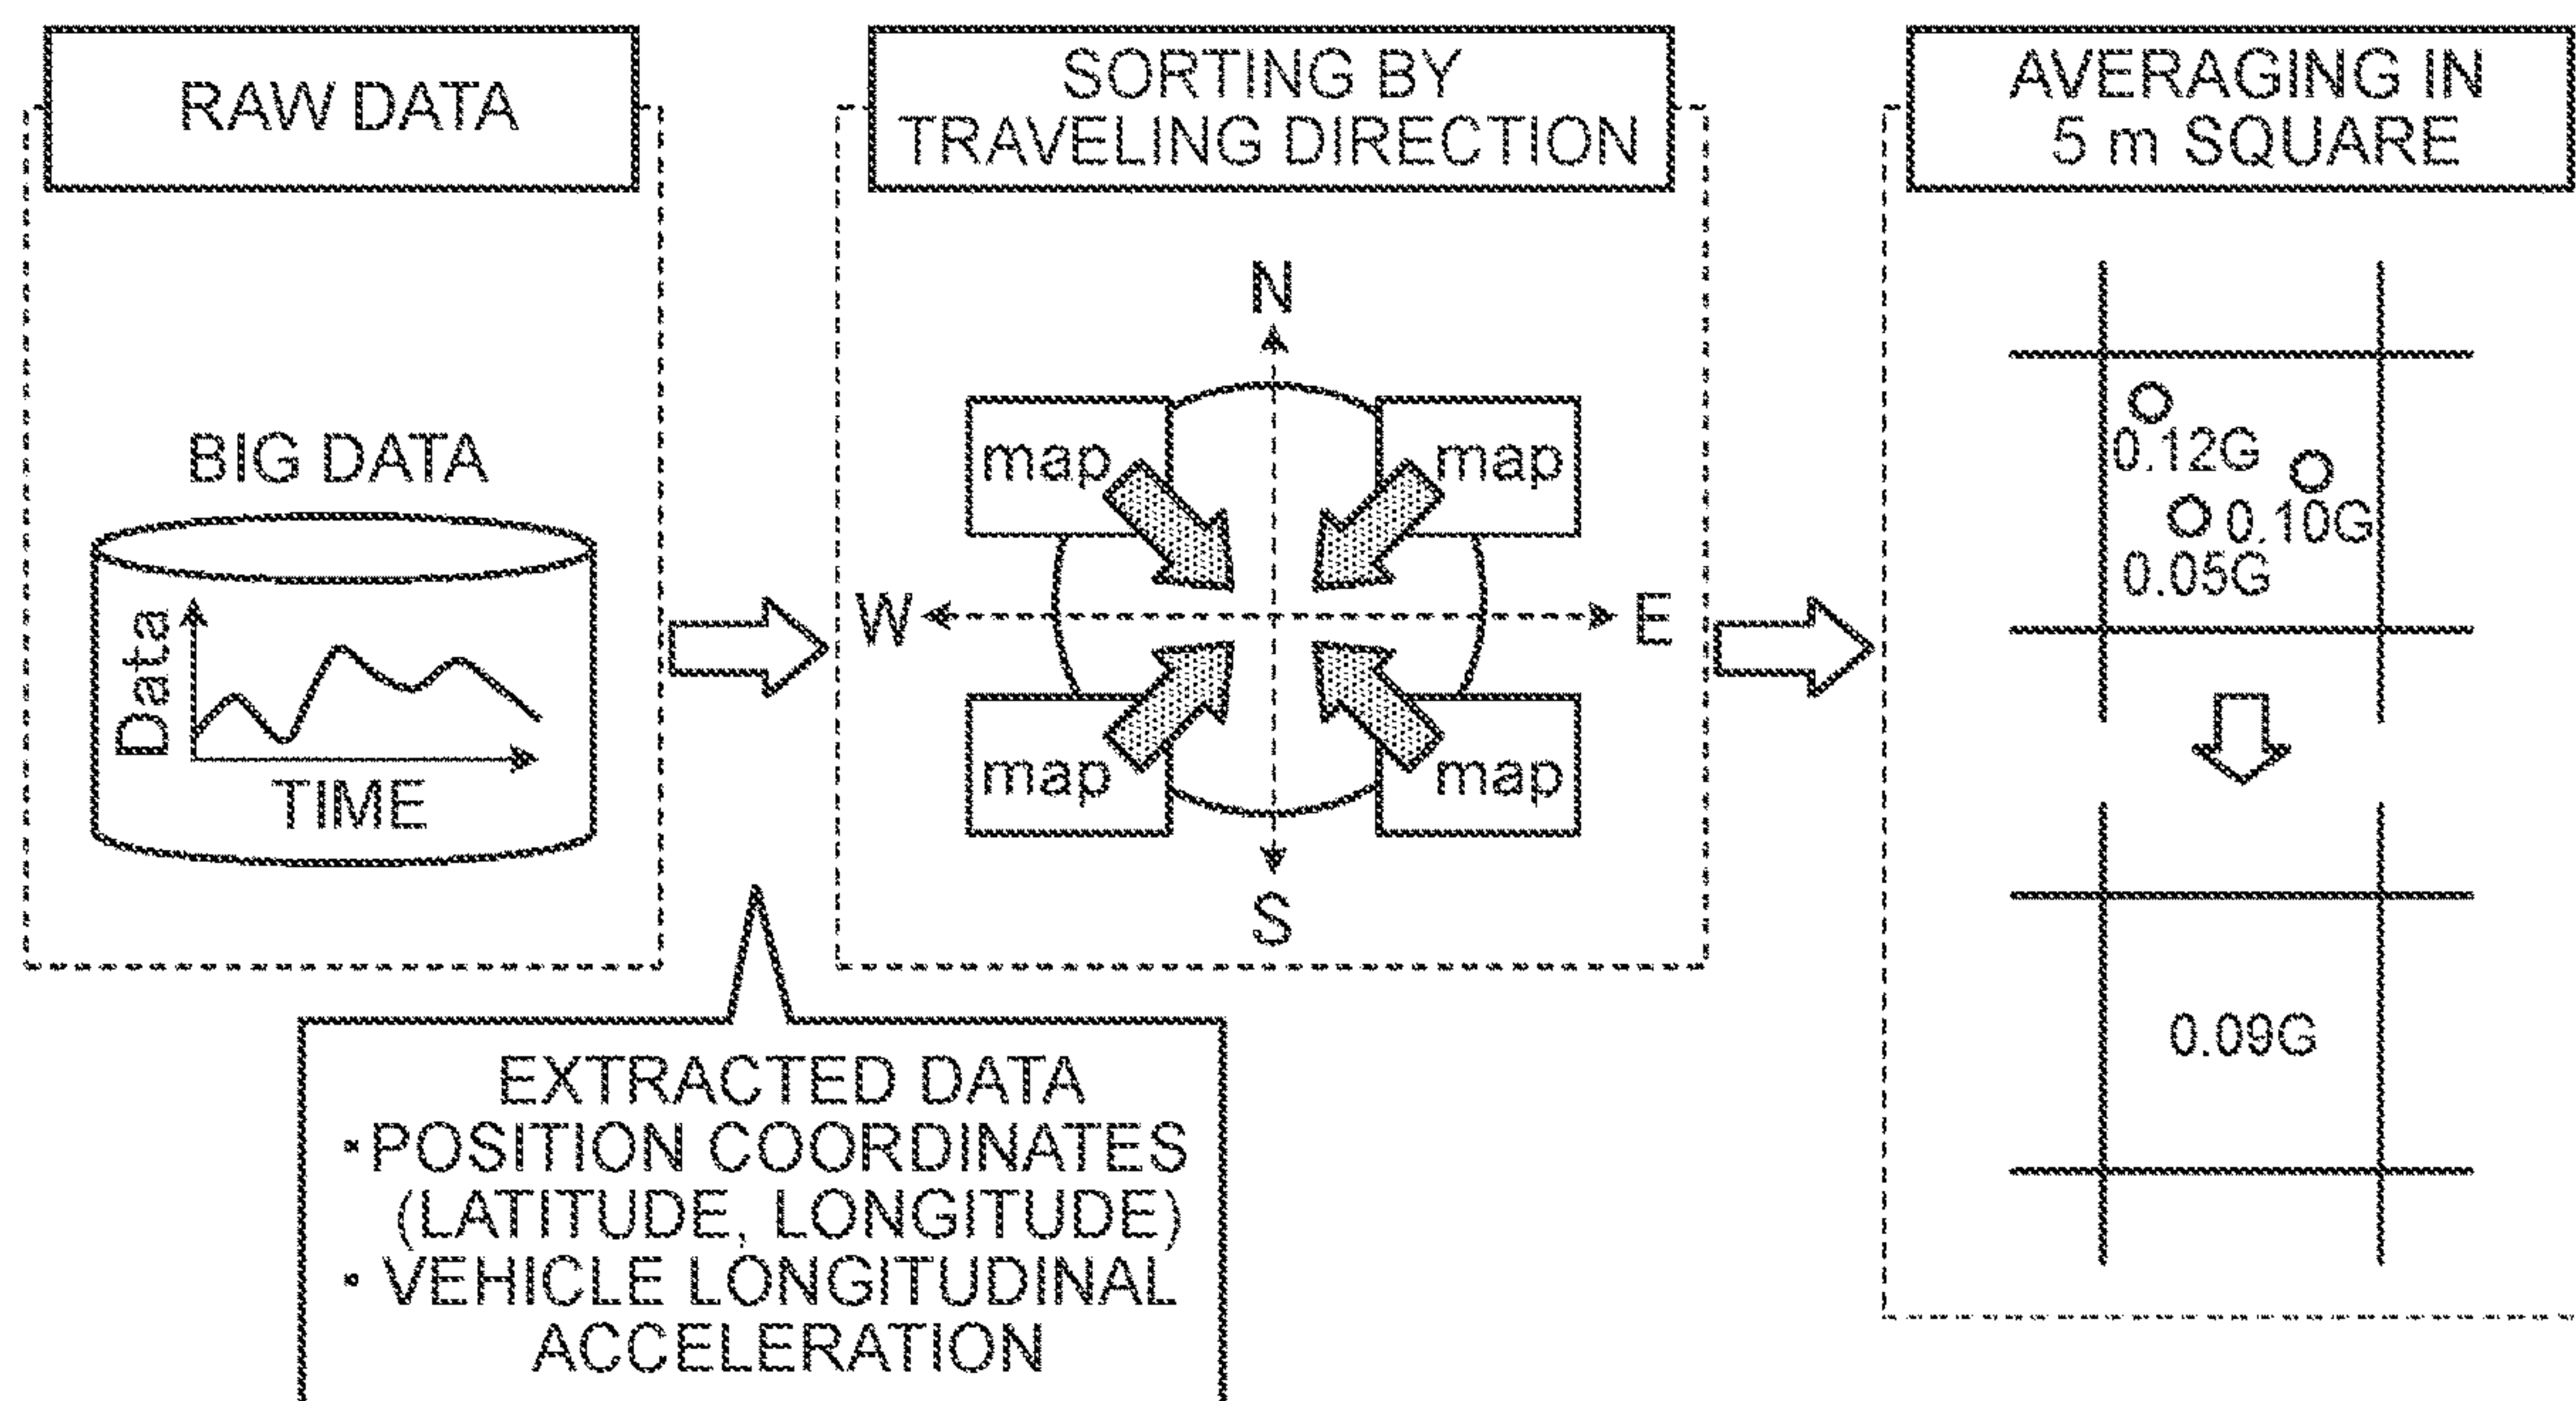 RAW DATA
BIG DATA
Data
TIME
EXTRACTED DATA
・POSITION COORDINATES
(LATITUDE, LONGITUDE)
・VEHICLE LONGITUDINAL
ACCELERATION
SORTING BY
TRAVELING DIRECTION
N
map
map
W
E
map
map
S
AVERAGING IN
5 m SQUARE
0.12G
0.10G
0.05G
0.09G